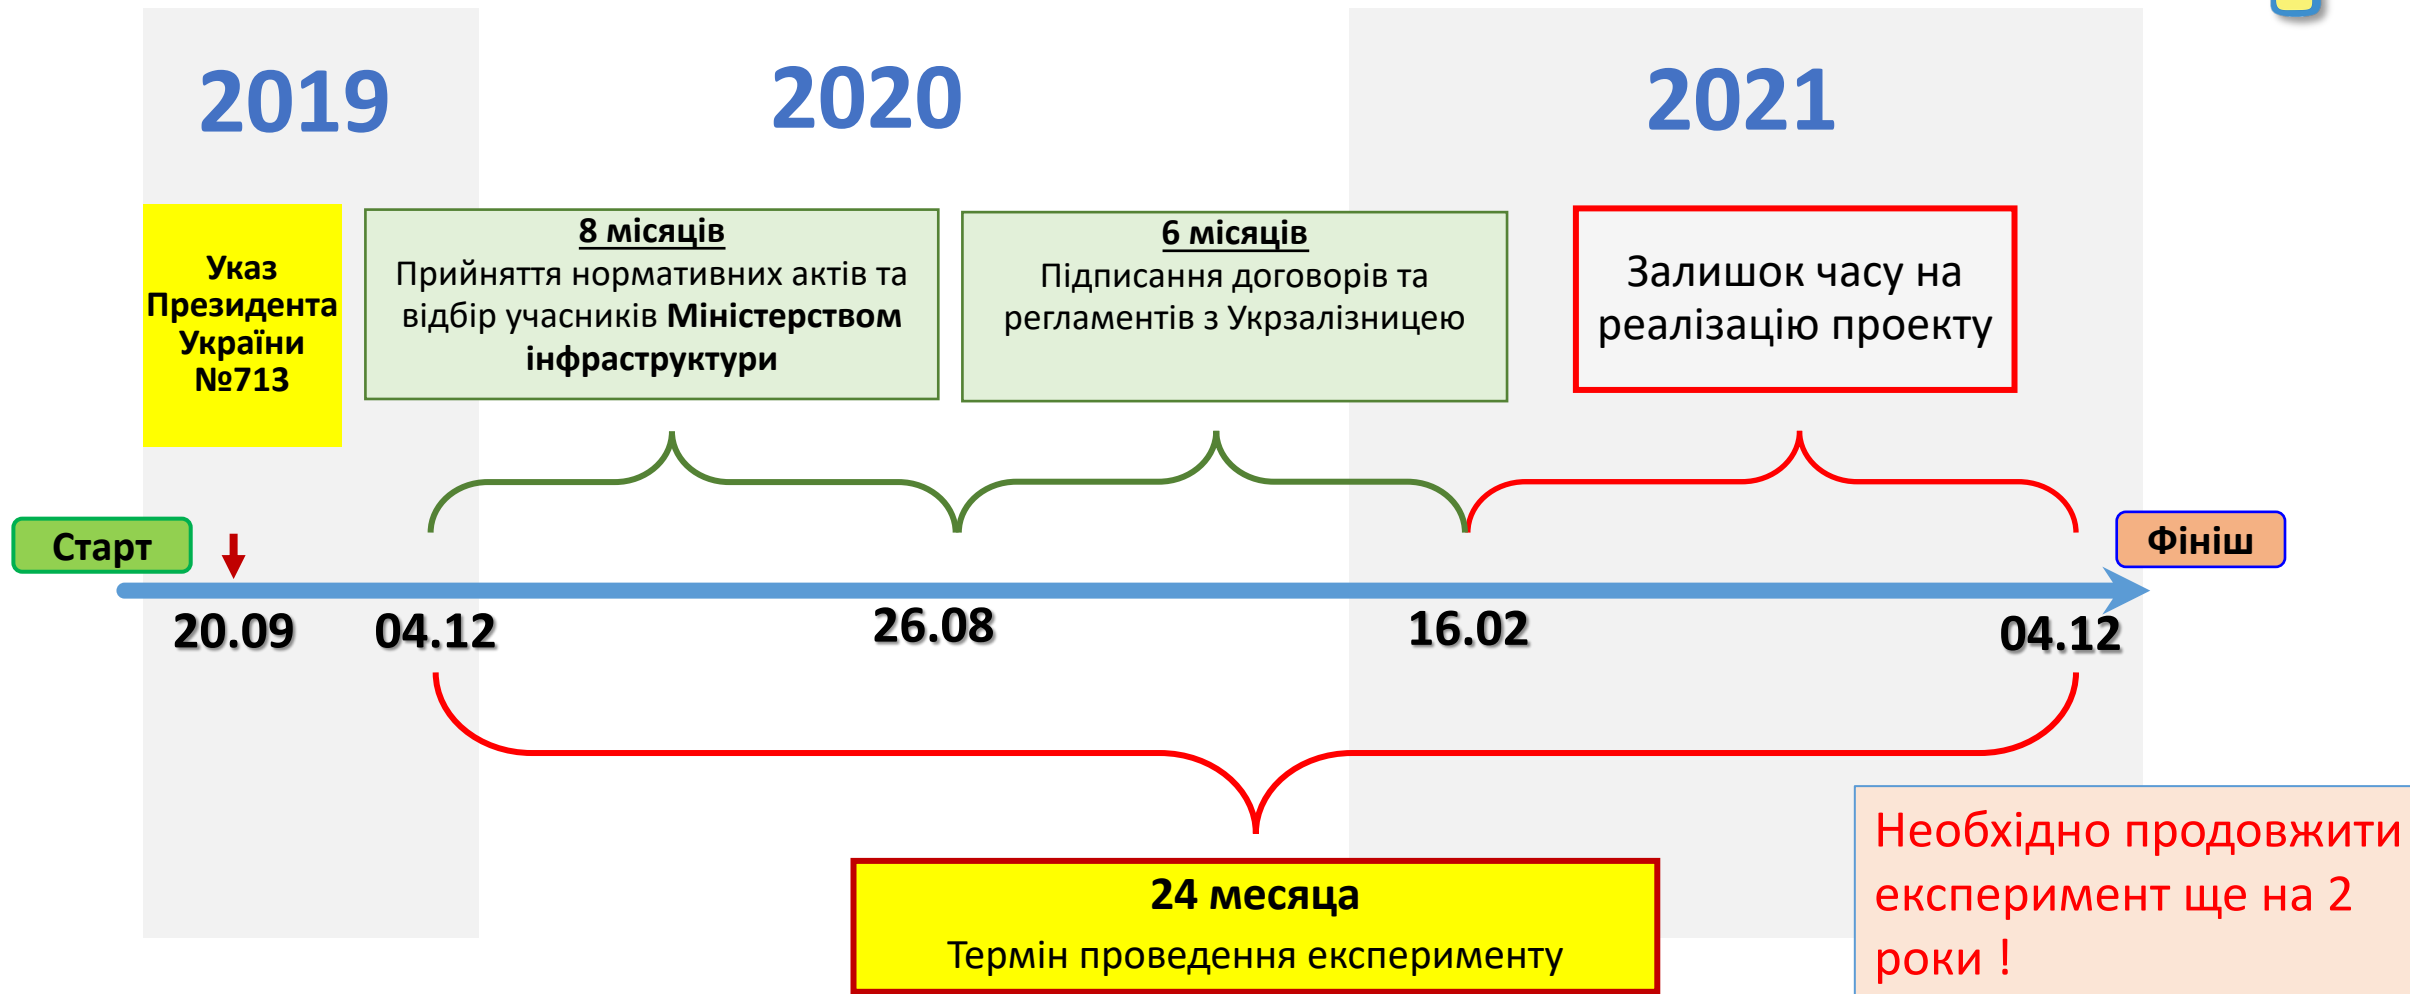 2019
2020
2021
Указ
Президента
України
№713
8 місяців
Прийняття нормативних актів та
відбір учасників Міністерством
інфраструктури
6 місяців
Підписання договорів та
регламентів з Укрзалізницею
Залишок часу на
реалізацію проекту
Старт
Фініш
20.09
04.12
26.08
16.02
04.12
24 месяца
Термін проведення експерименту
Необхідно продовжити
експеримент ще на 2
роки !